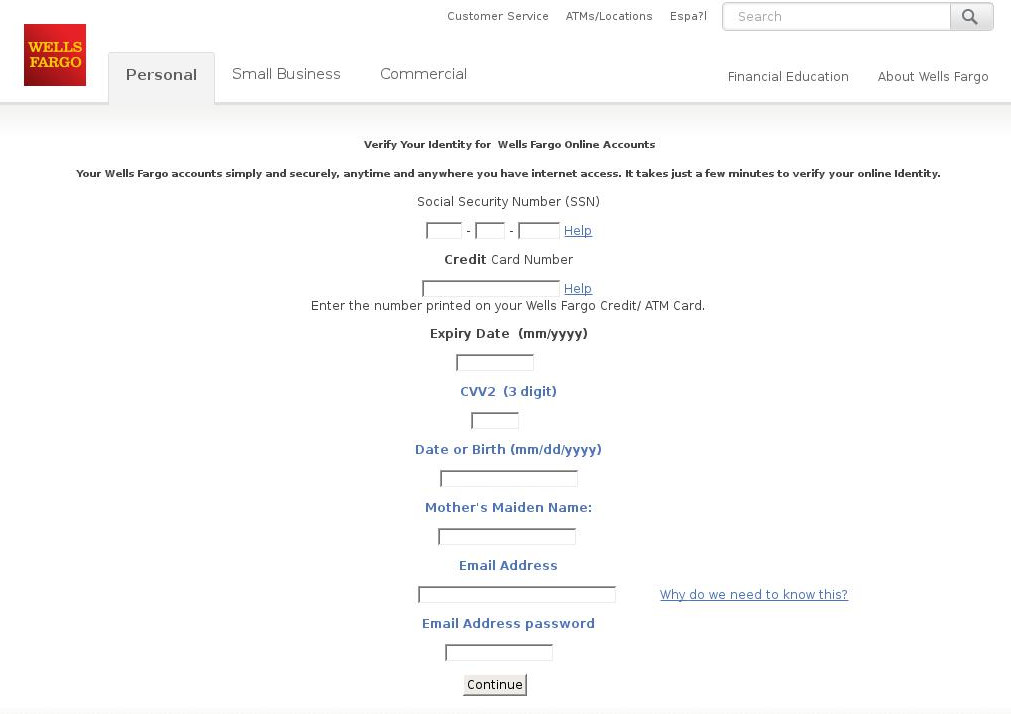 Customer Service ATMs/Locations Espa?l Search
WELLS
FARGO
Personal Small Business Commercial Financial Education About Wells Fargo
Verify Your Identity for Wells Fargo Online Accounts
Your Wells Fargo accounts simply and securely, anytime and anywhere you have internet access. It takes just a few minutes to verify your online Identity.
Social Security Number (SSN)
- - Help
Credit Card Number
Help
Enter the number printed on your Wells Fargo Credit/ ATM Card.
Expiry Date (mm/yyyy)
CVV2 (3 digit)
Date or Birth (mm/dd/yyyy)
Mother's Maiden Name:
Email Address
Why do we need to know this?
Email Address password
Continue